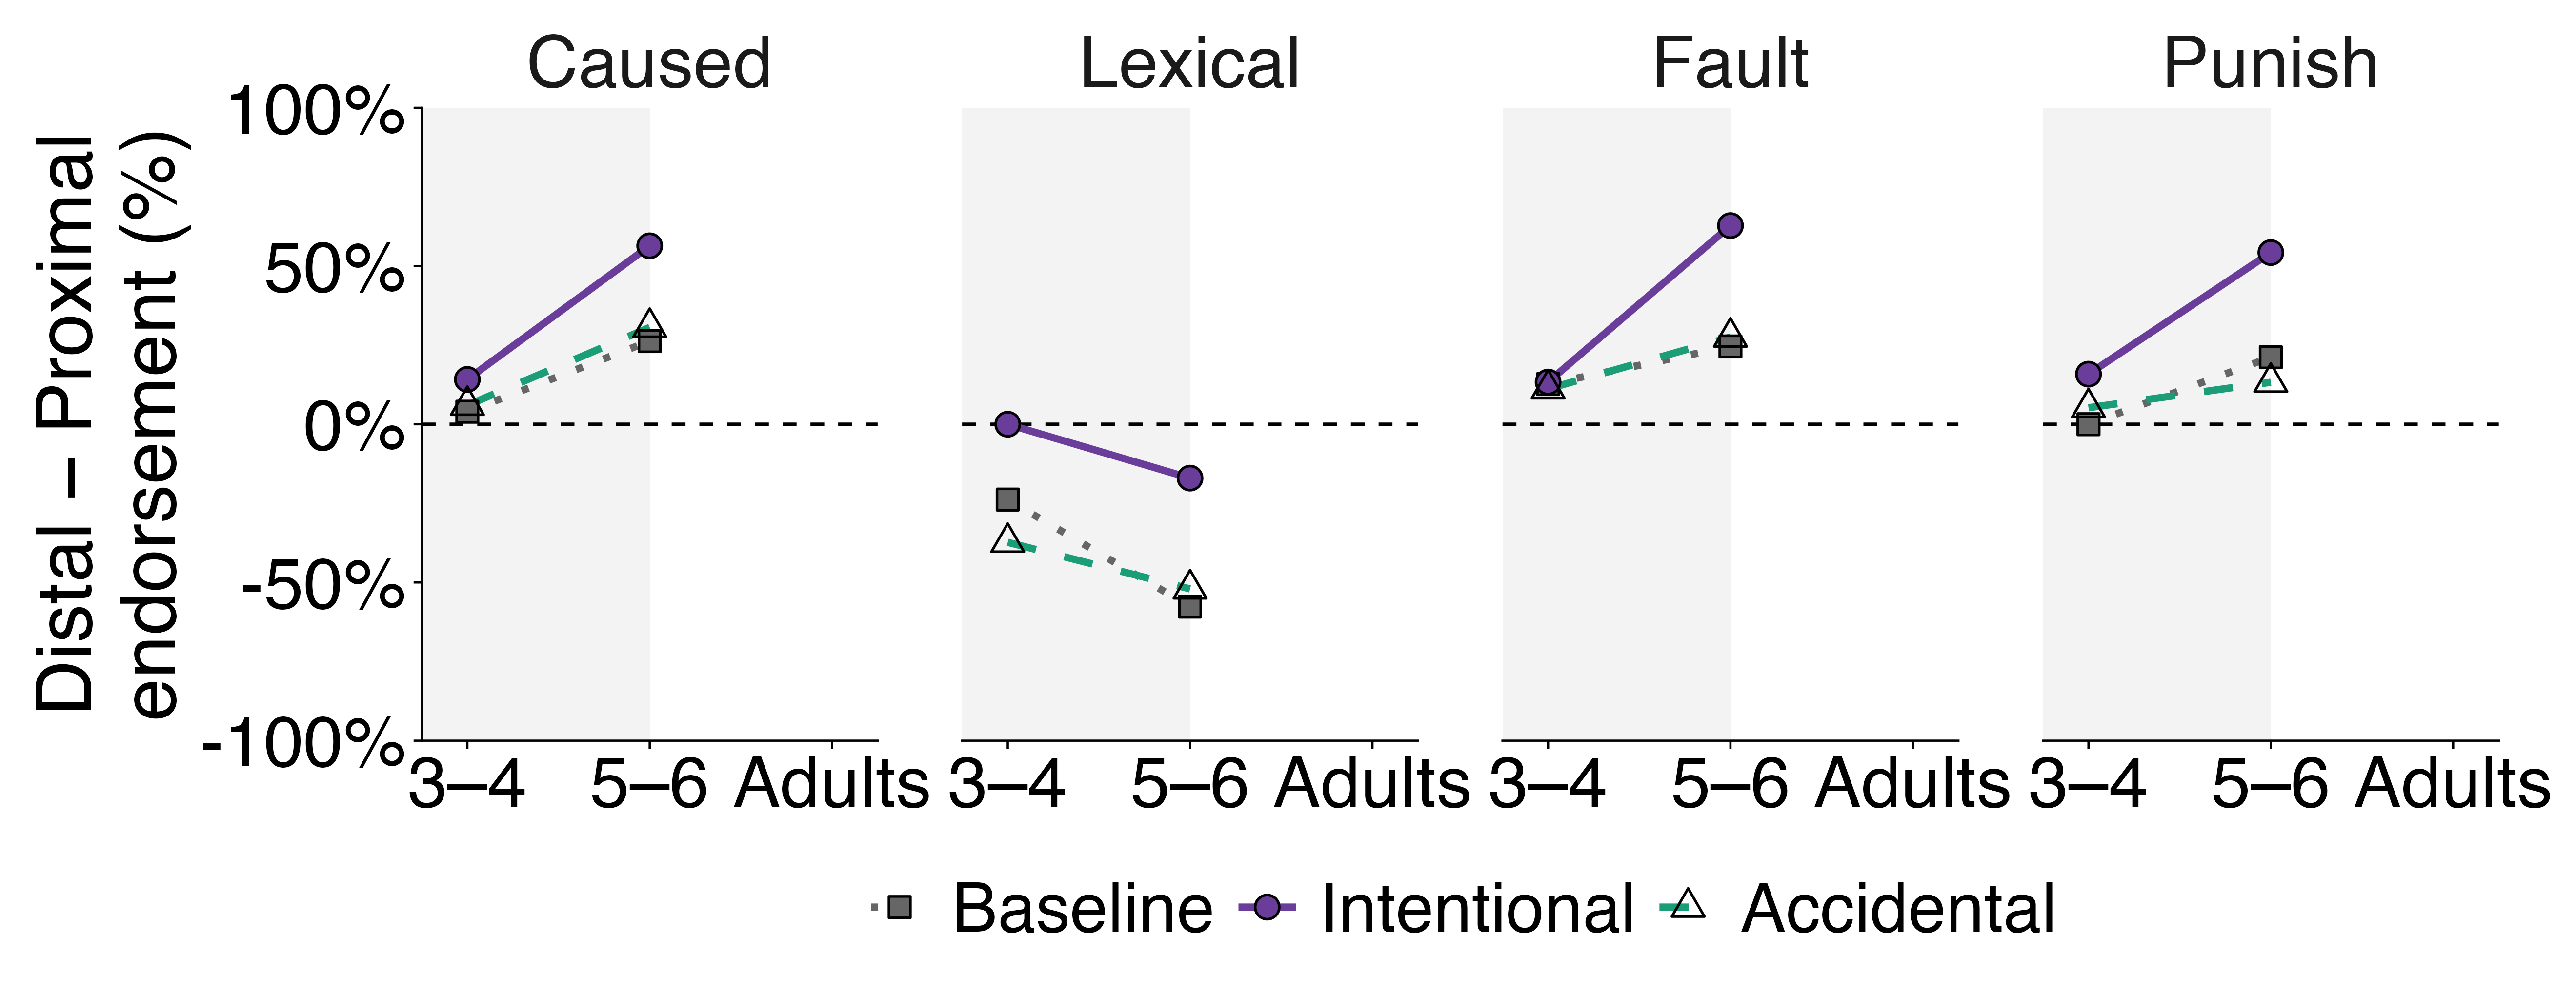 Caused Lexical Fault Punish
Distal – Proximal
endorsement (%)
100%
50%
0%
-50%
-100%
3–4 5–6 Adults 3–4 5–6 Adults 3–4 5–6 Adults 3–4 5–6 Adults
Baseline Intentional Accidental